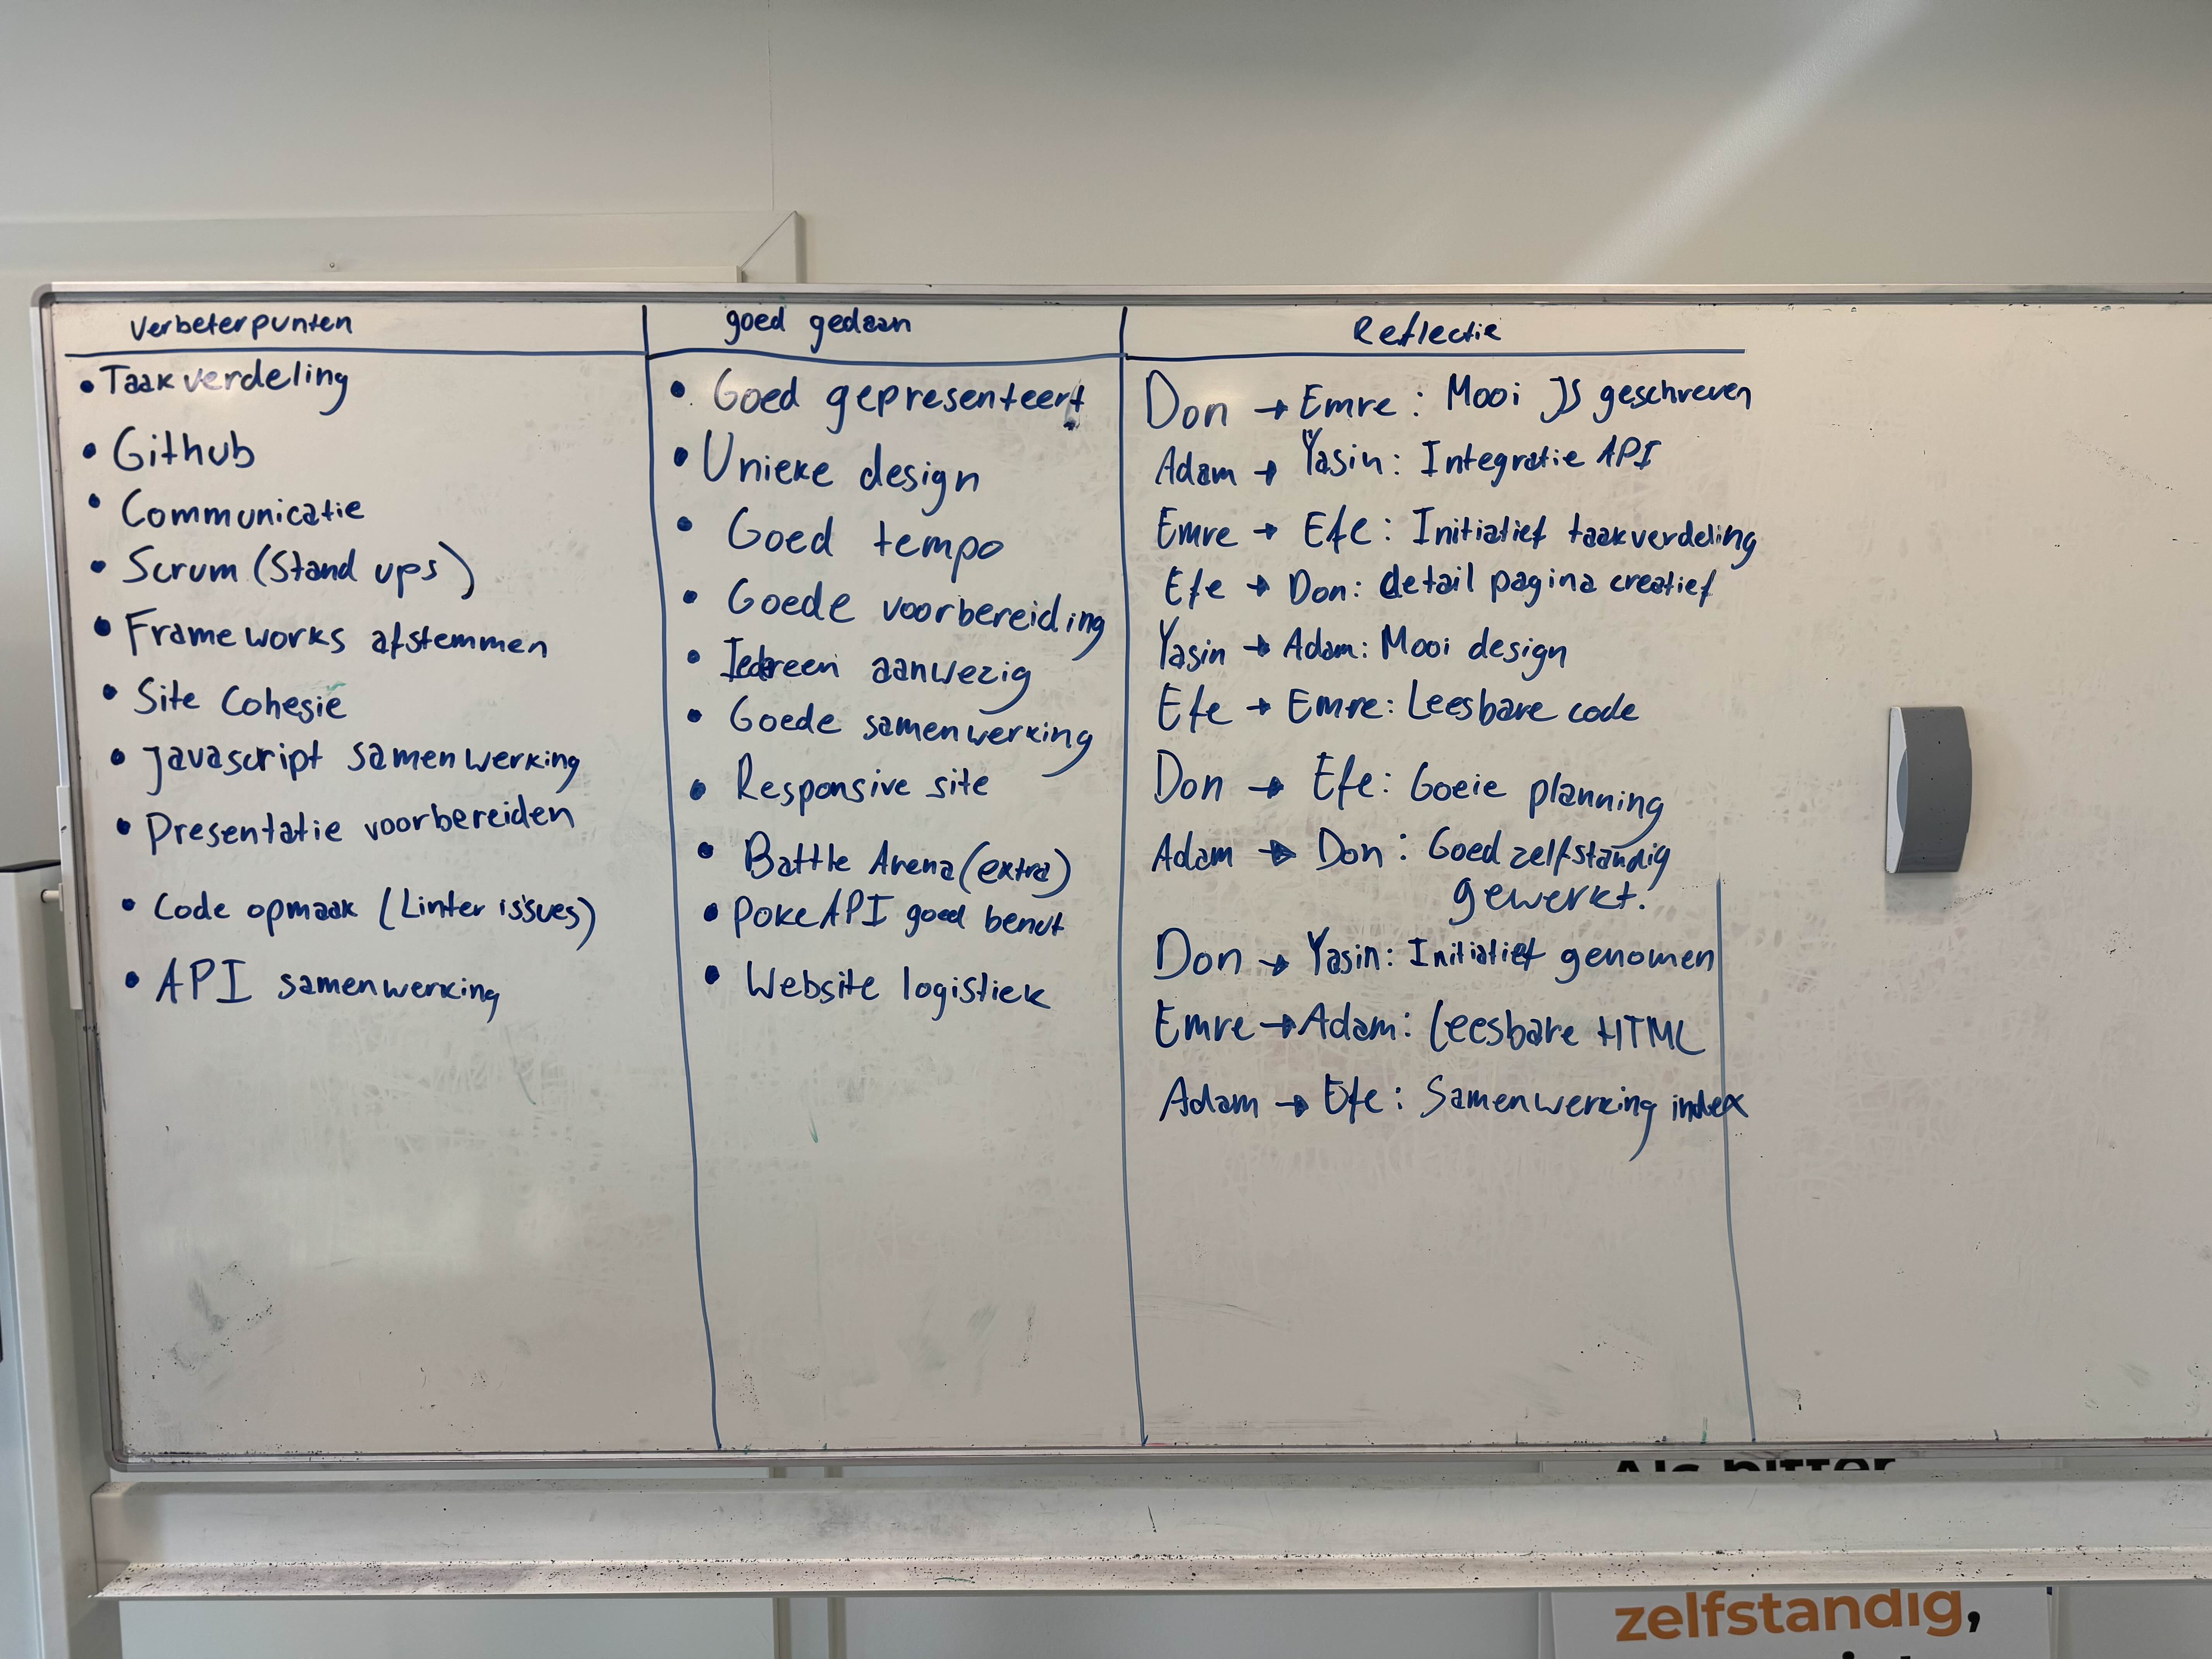 Verbeterpunten
• Taakverdeling
• Github
• Communicatie
• Scrum (Stand ups)
• Frameworks afstemmen
• Site Cohesie
• Javascript samenwerking
• Presentatie voorbereiden
• Code opmaak (Linter issues)
• API samenwerking
goed gedaan
• Goed gepresenteert
• Unieke design
• Goed tempo
• Goede voorbereiding
• Iedereen aanwezig
• Goede samenwerking
• Responsive site
• Battle Arena (extra)
• PokeAPI goed benut
• Website logistiek
Reflectie
Don → Emre : Mooi JS geschreven
Adam → Yasin : Integratie API
Emre → Efe : Initiatief taakverdeling
Efe → Don : detail pagina creatief
Yasin → Adam: Mooi design
Efe → Emre: Leesbare code
Don → Efe: Goeie planning
Adam → Don : Goed zelfstandig
gewerkt.
Don → Yasin: Initiatief genomen
Emre → Adam: Leesbare HTML
Adam → Efe : Samenwerking index
zelfstandig,